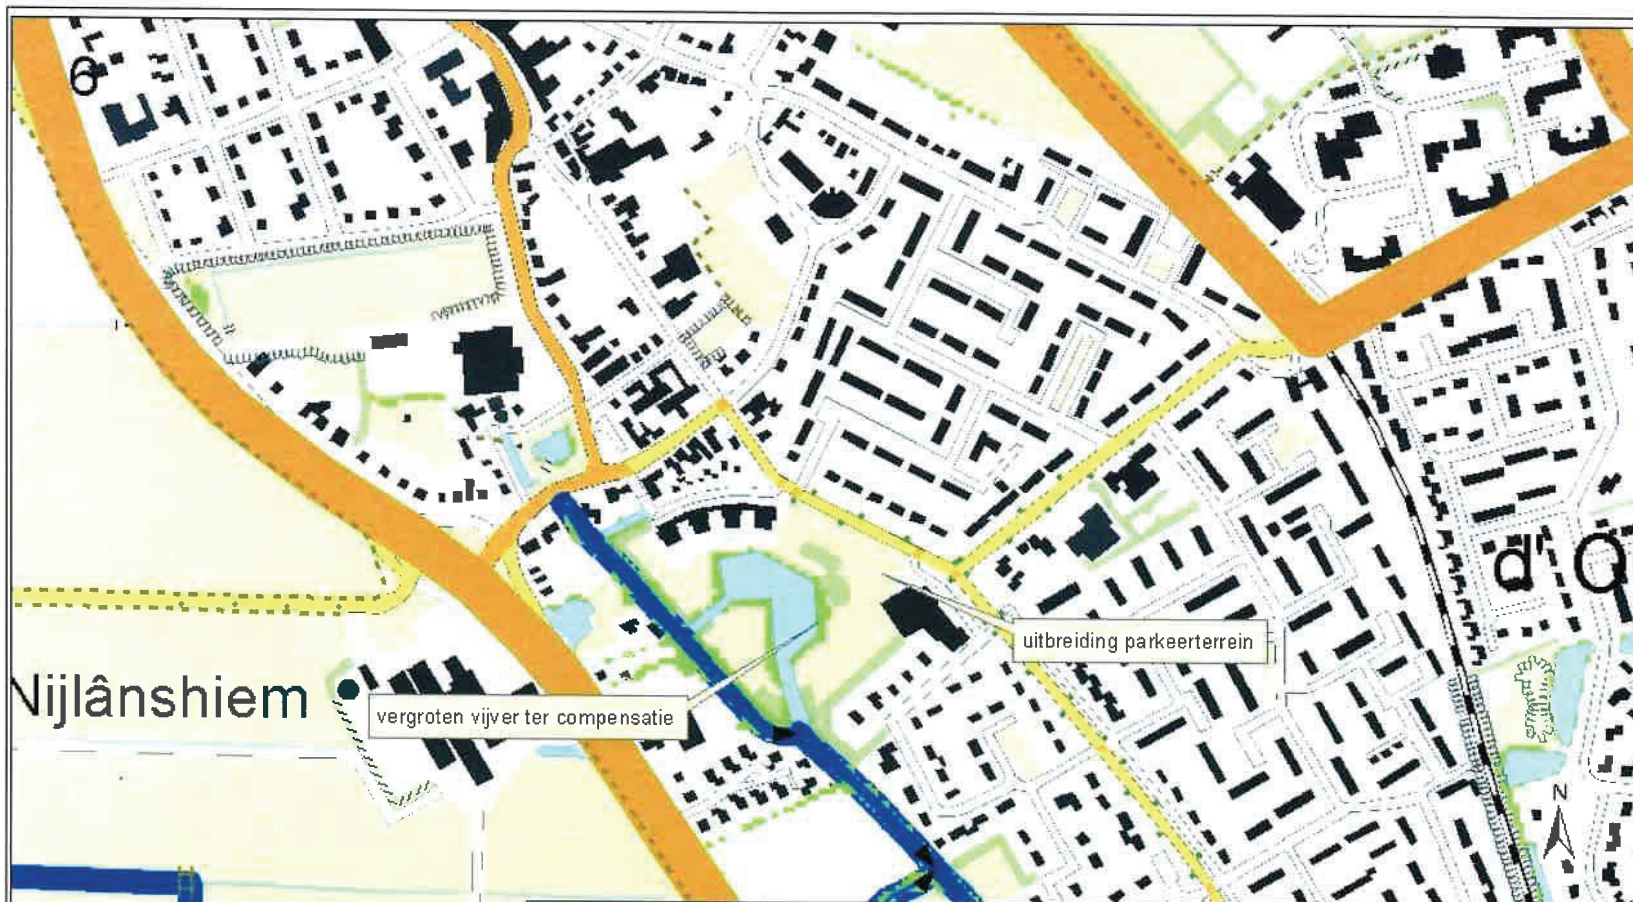 6
d' O
uitbreiding parkeerterrein
Nijlânshiem
vergroten vijver ter compensatie
N